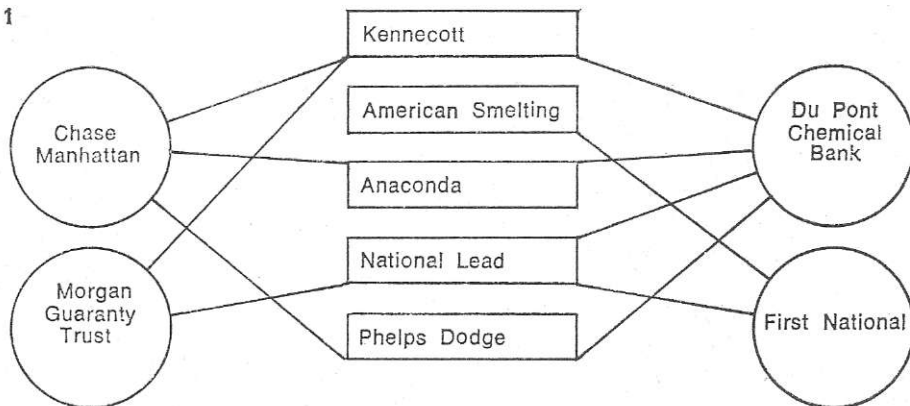 1
Kennecott
American Smelting
Anaconda
National Lead
Phelps Dodge
Chase
Manhattan
Morgan
Guaranty
Trust
Du Pont
Chemical
Bank
First National